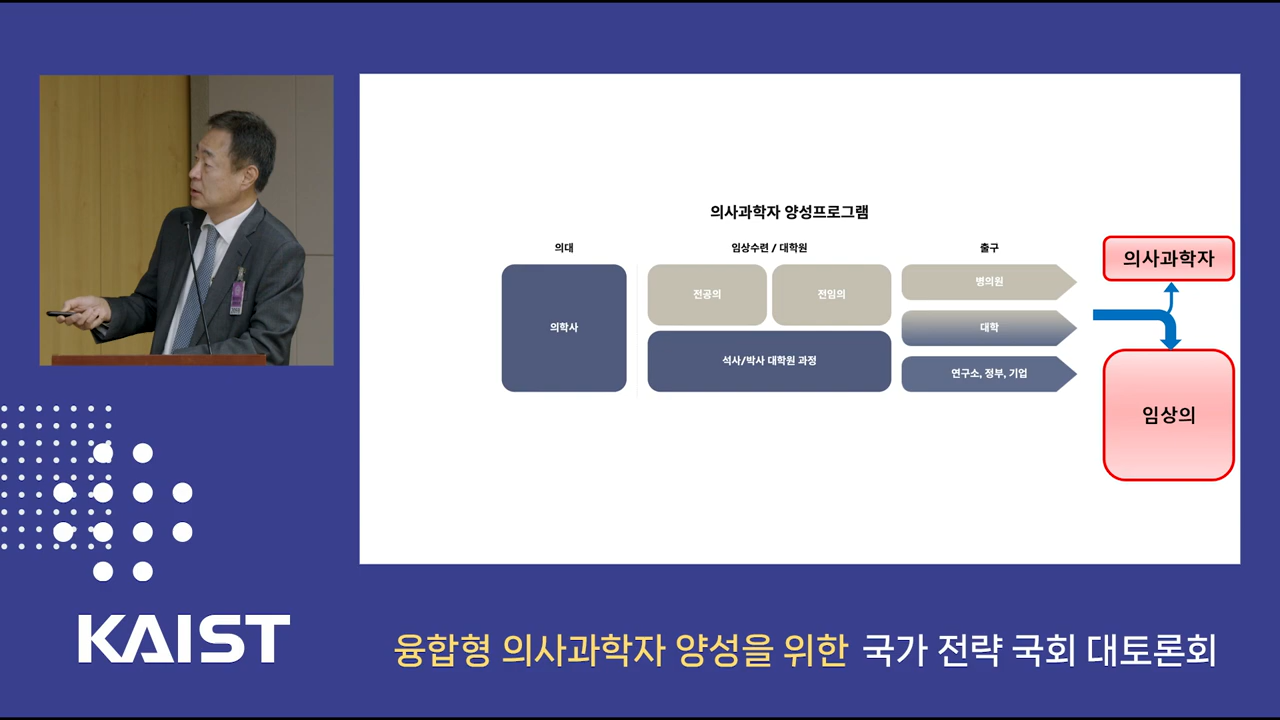 의사과학자 양성프로그램
의대
임상수련 / 대학원
출구
의학사
전공의
전임의
석사/박사 대학원 과정
병의원
대학
연구소, 정부, 기업
의사과학자
임상의
KAIST
융합형 의사과학자 양성을 위한 국가 전략 국회 대토론회